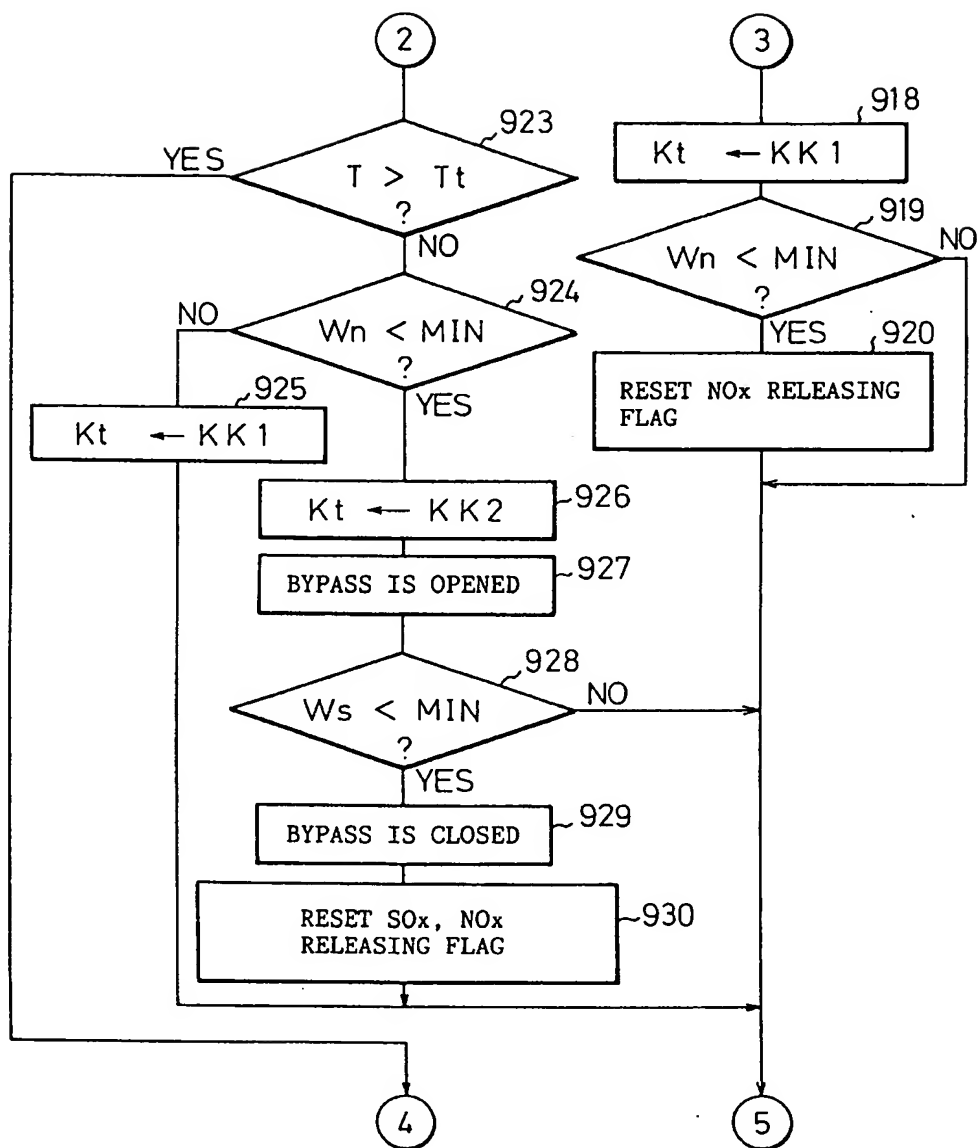 2
3
923
918
YES
T > Tt
?
NO
Kt ← KK1
919
Wn < MIN
?
NO
YES
924
NO
Wn < MIN
?
YES
920
RESET NOx RELEASING
FLAG
925
Kt ← KK1
Kt ← KK2
926
BYPASS IS OPENED
927
928
Ws < MIN
?
NO
YES
BYPASS IS CLOSED
929
RESET SOx, NOx
RELEASING FLAG
930
4
5